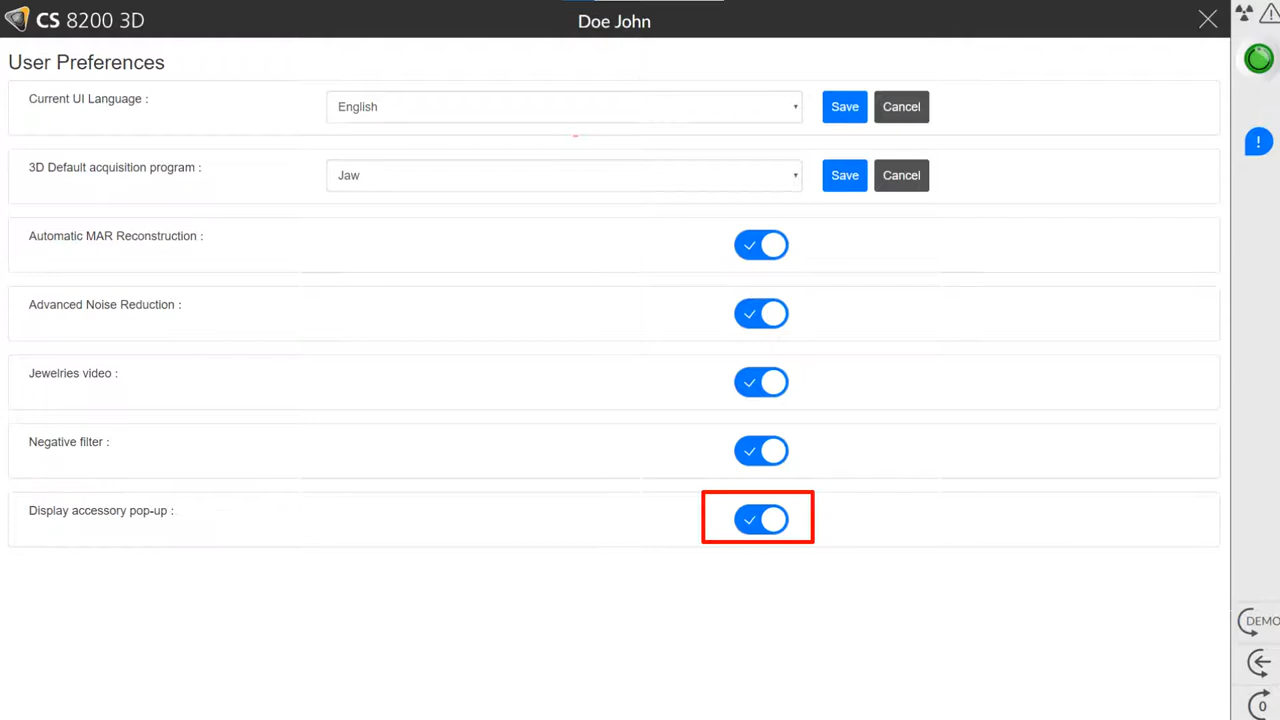 CS 8200 3D
Doe John
User Preferences
Current UI Language :
English
Save
Cancel
3D Default acquisition program :
Jaw
Save
Cancel
Automatic MAR Reconstruction :
Advanced Noise Reduction :
Jewelries video :
Negative filter :
Display accessory pop-up :
!
DEMO
0